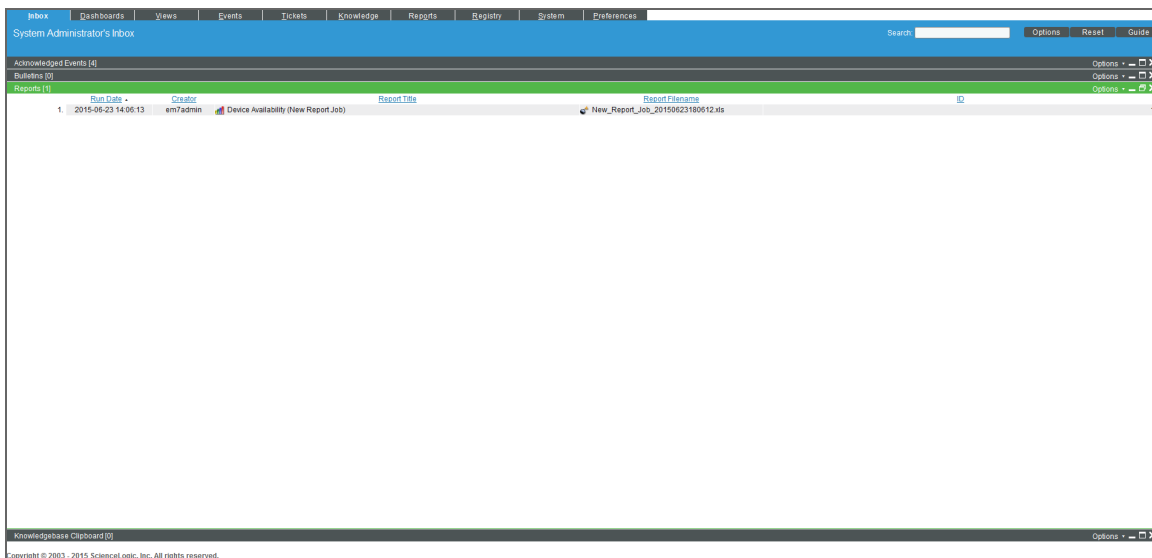 Inbox Dashboards Views Events Tickets Knowledge Reports Registry System Preferences
System Administrator's Inbox Search: Options Reset Guide
Acknowledged Events [4] Options
Bulletins [0] Options
Reports [1] Options
Run Date Creator Report Title Report Filename ID
1. 2015-06-23 14:06:13 em7admin Device Availability (New Report Job) New_Report_Job_20150623180612.xls
Knowledgebase Clipboard [0] Options
Copyright © 2003 - 2015 ScienceLogic, Inc. All rights reserved.